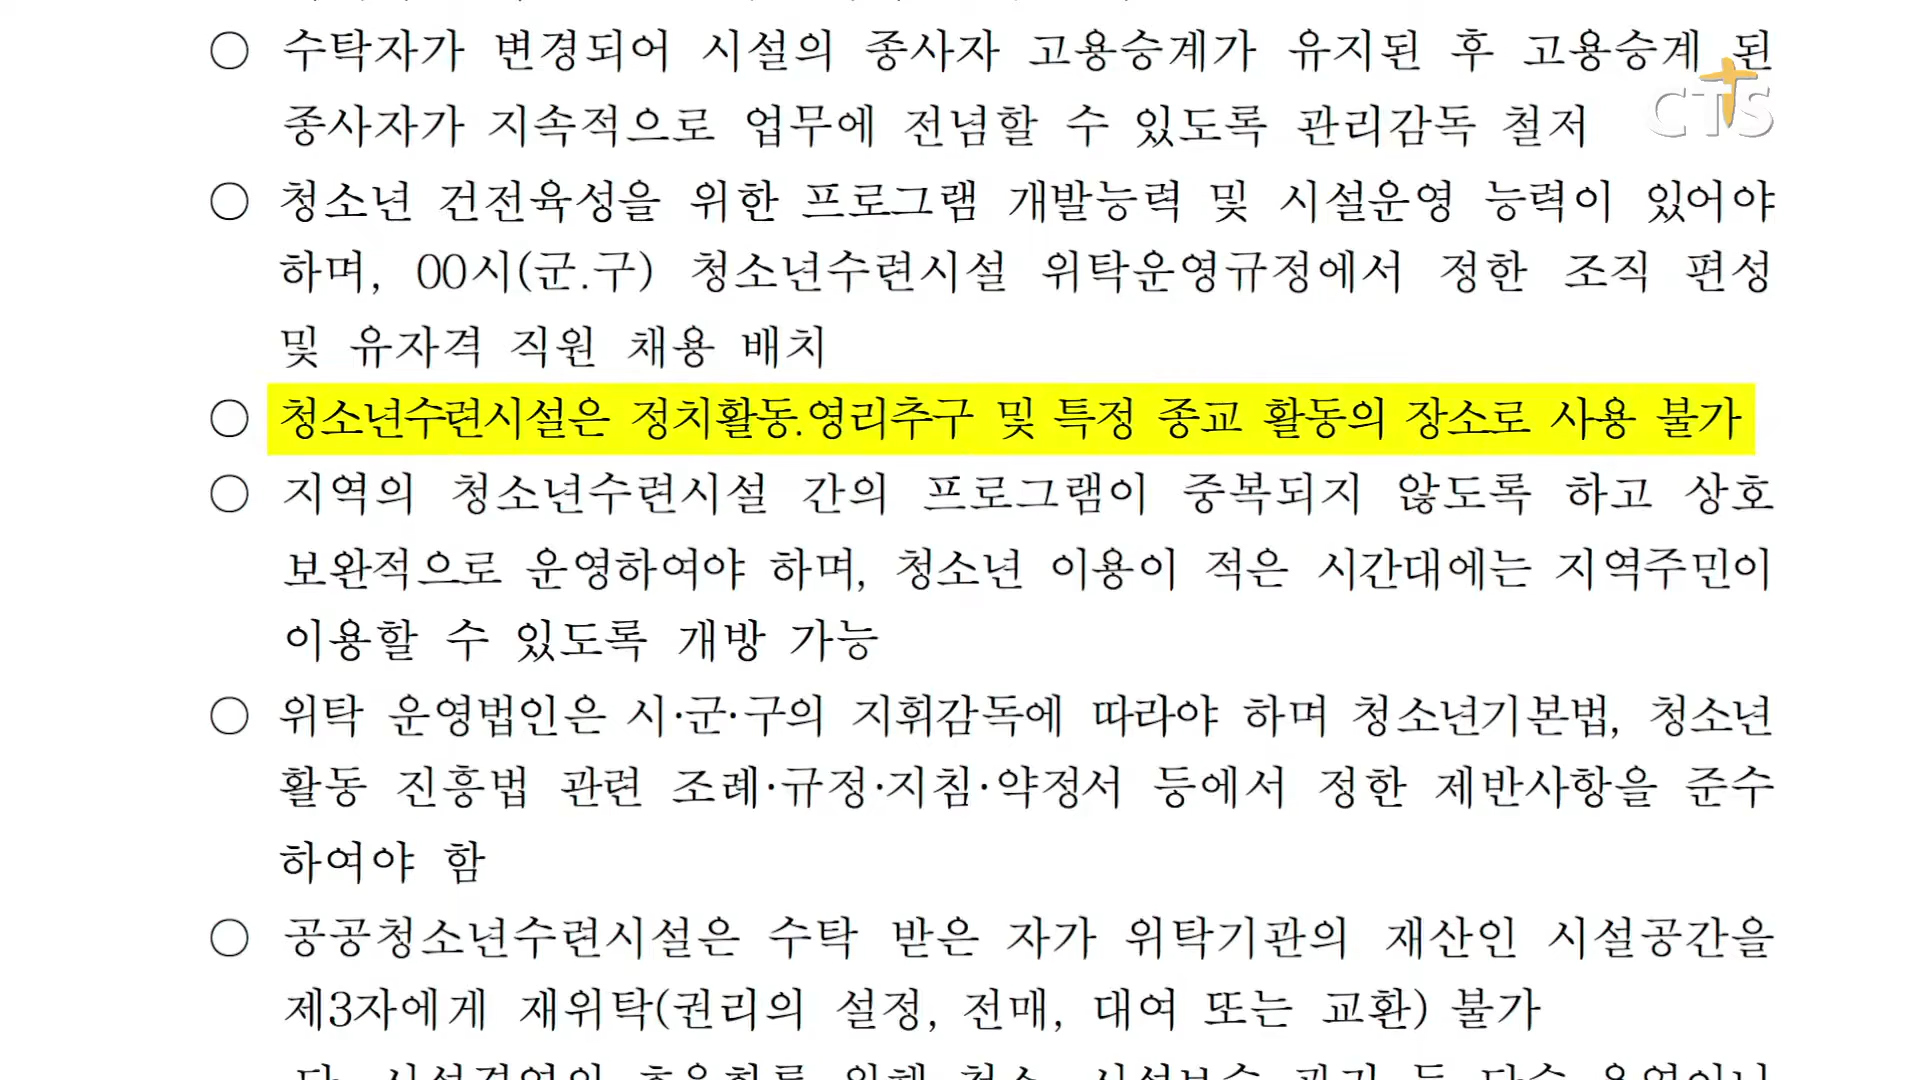 ○ 수탁자가 변경되어 시설의 종사자 고용승계가 유지된 후 고용승계 된
종사자가 지속적으로 업무에 전념할 수 있도록 관리감독 철저
CTS
○ 청소년 건전육성을 위한 프로그램 개발능력 및 시설운영 능력이 있어야
하며, 00시(군.구) 청소년수련시설 위탁운영규정에서 정한 조직 편성
및 유자격 직원 채용 배치
○ 청소년수련시설은 정치활동.영리추구 및 특정 종교 활동의 장소로 사용 불가
○ 지역의 청소년수련시설 간의 프로그램이 중복되지 않도록 하고 상호
보완적으로 운영하여야 하며, 청소년 이용이 적은 시간대에는 지역주민이
이용할 수 있도록 개방 가능
○ 위탁 운영법인은 시·군·구의 지휘감독에 따라야 하며 청소년기본법, 청소년
활동 진흥법 관련 조례·규정·지침·약정서 등에서 정한 제반사항을 준수
하여야 함
○ 공공청소년수련시설은 수탁 받은 자가 위탁기관의 재산인 시설공간을
제3자에게 재위탁(권리의 설정, 전매, 대여 또는 교환) 불가